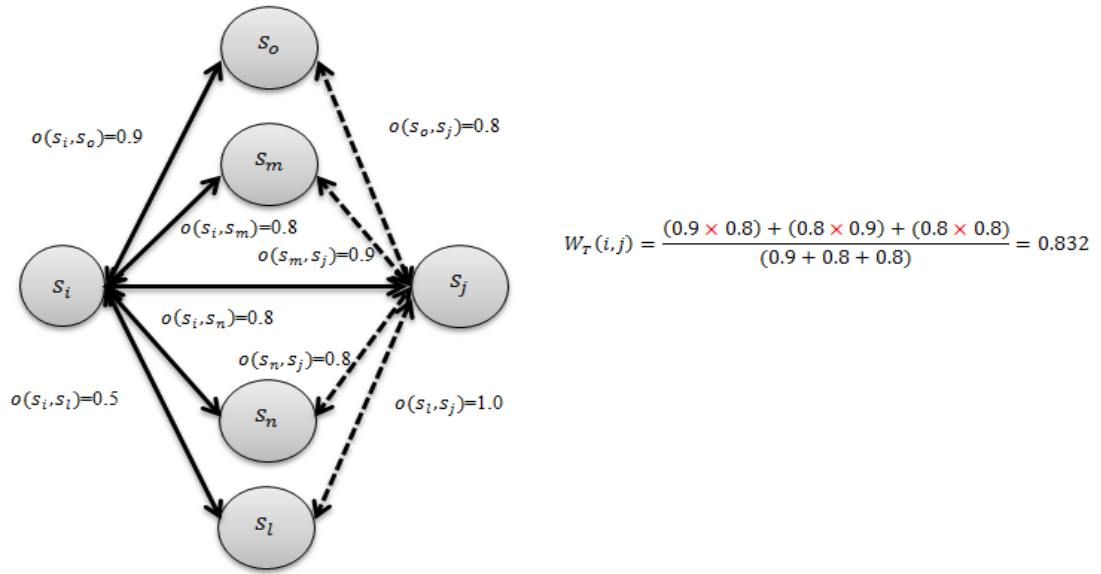 s_o
o(s_i,s_o)=0.9
o(s_o,s_j)=0.8
s_m
o(s_i,s_m)=0.8
o(s_m,s_j)=0.9
s_i
s_j
W_T(i,j) = \frac{(0.9 × 0.8) + (0.8 × 0.9) + (0.8 × 0.8)}{(0.9 + 0.8 + 0.8)} = 0.832
o(s_i,s_n)=0.8
o(s_n,s_j)=0.8
o(s_i,s_l)=0.5
o(s_l,s_j)=1.0
s_n
s_l